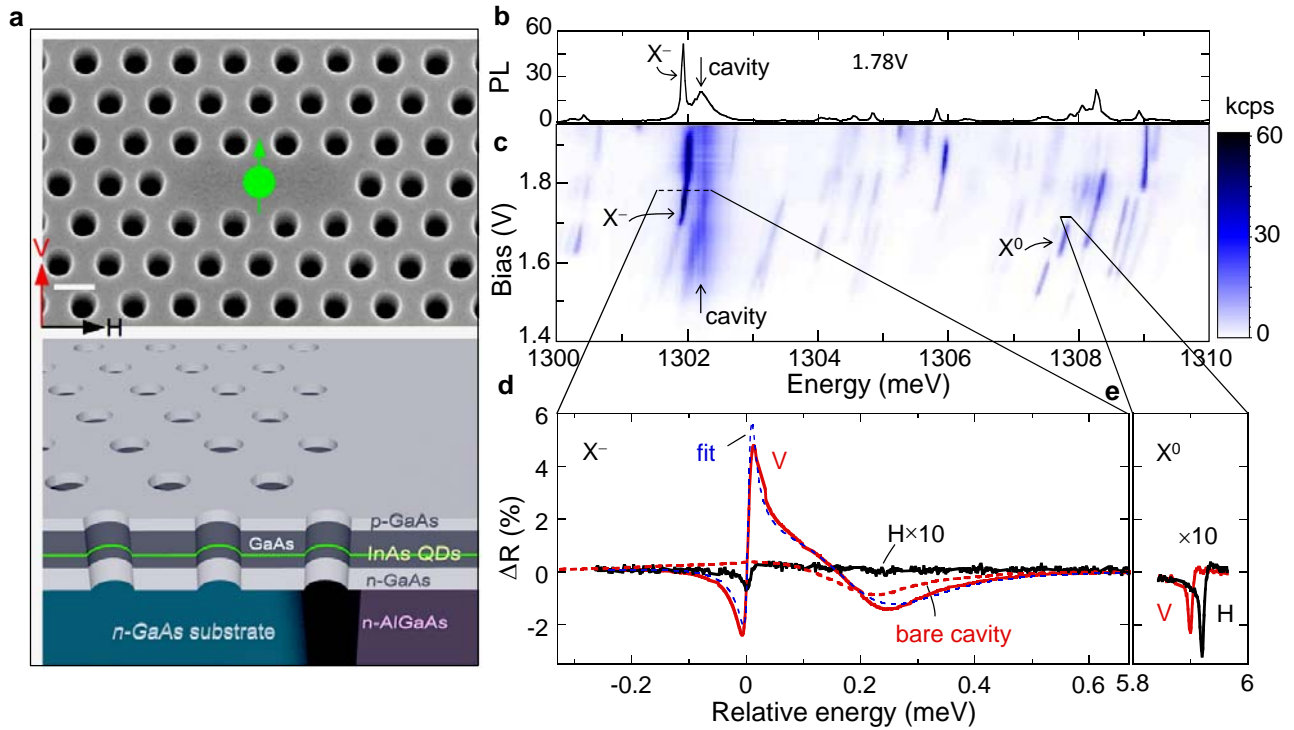 a
V
H
p-GaAs
GaAs
InAs QDs
n-GaAs
n-GaAs substrate
n-AlGaAs
b
60
30
0
PL
X⁻
cavity
1.78V
c
1.8
1.6
1.4
Bias (V)
X⁻
cavity
X⁰
1300
1302
1304
1306
1308
1310
Energy (meV)
kcps
60
30
0
d
6
4
2
0
-2
ΔR (%)
X⁻
fit
V
H×10
bare cavity
-0.2
0
0.2
0.4
0.6
Relative energy (meV)
e
X⁰
×10
V
H
5.8
6